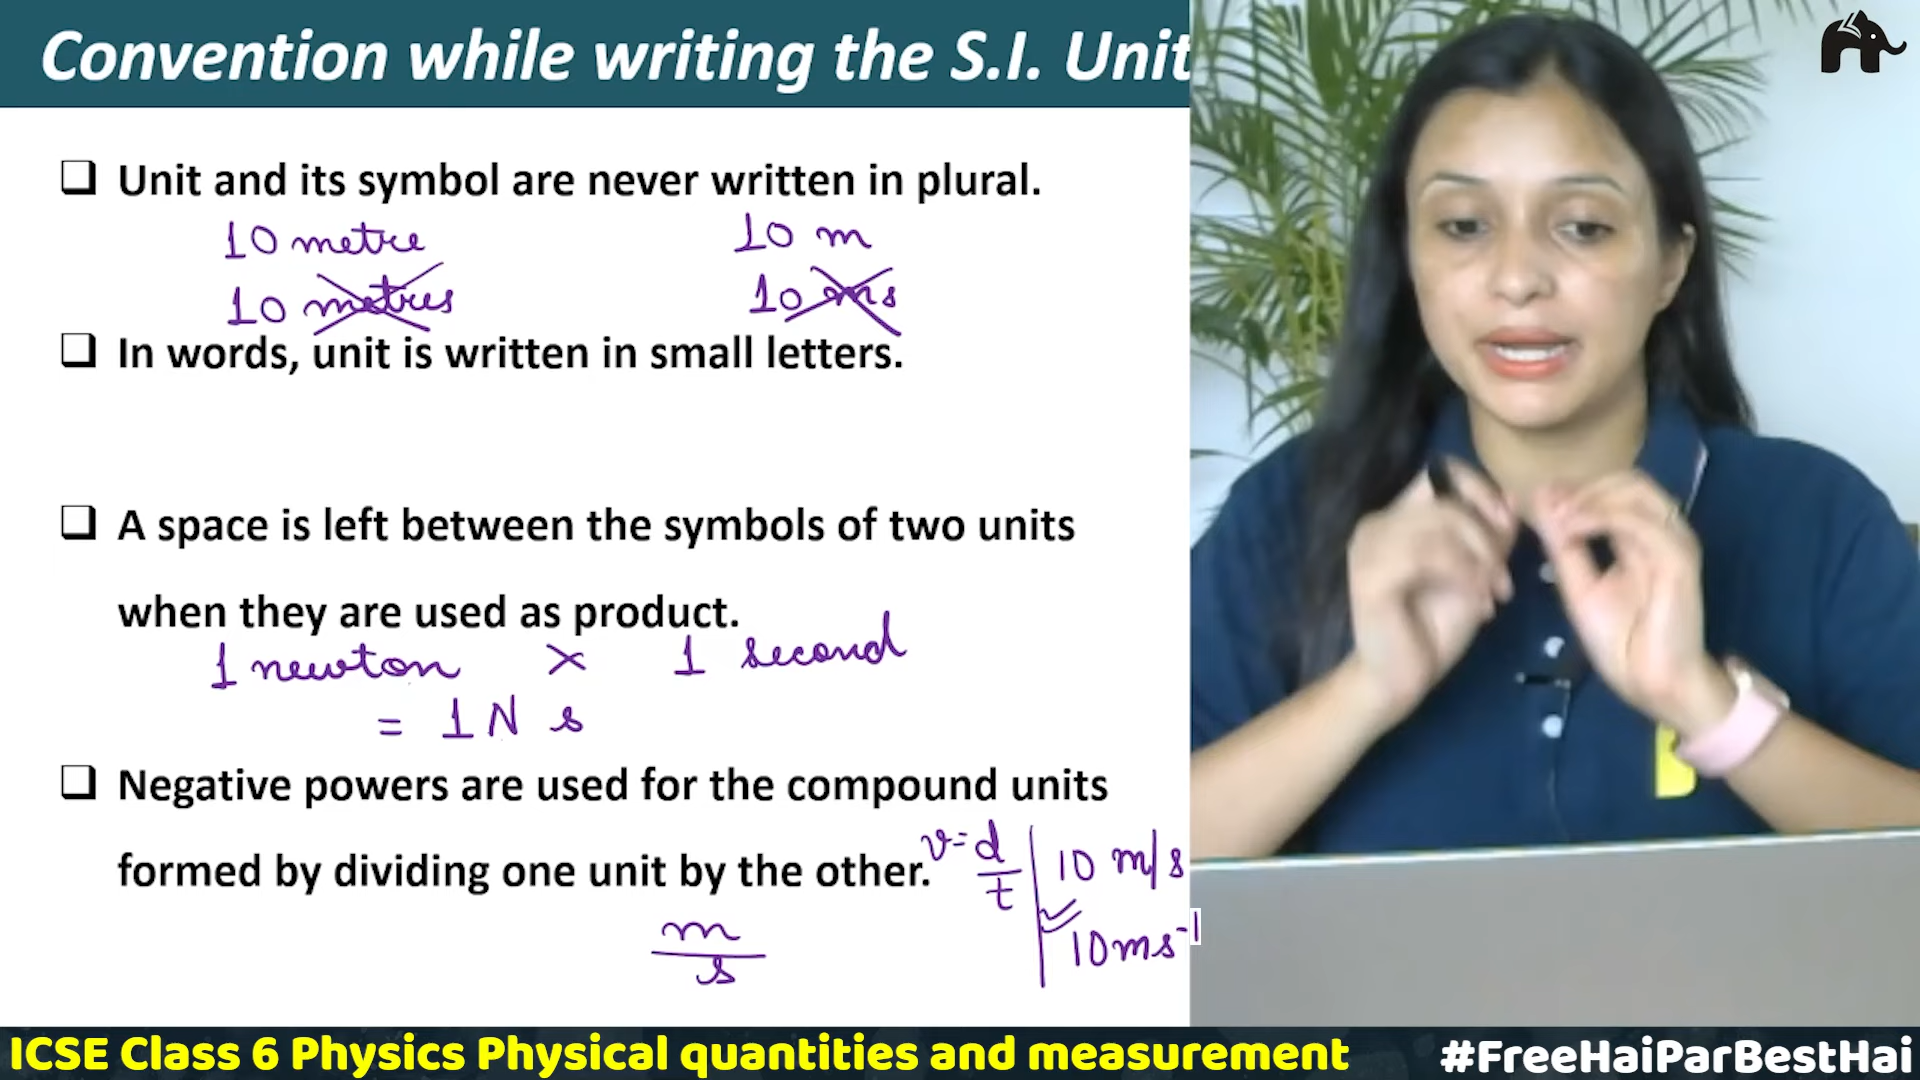 Convention while writing the S.I. Unit
❑ Unit and its symbol are never written in plural.
10 metre 10 m
10 metres 10 ms
❑ In words, unit is written in small letters.
❑ A space is left between the symbols of two units
when they are used as product.
1 newton × 1 second
= 1 N s
❑ Negative powers are used for the compound units
formed by dividing one unit by the other.
v = d/t
10 m/s
10 ms⁻¹
m/s
ICSE Class 6 Physics Physical quantities and measurement
#FreeHaiParBestHai